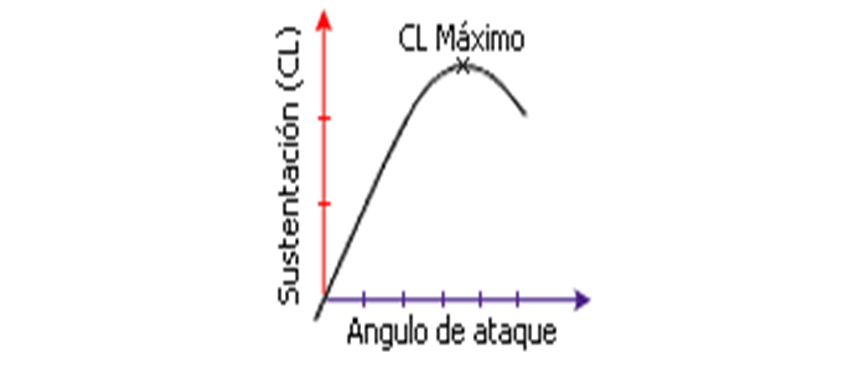 CL Máximo
Sustentación (CL)
Angulo de ataque